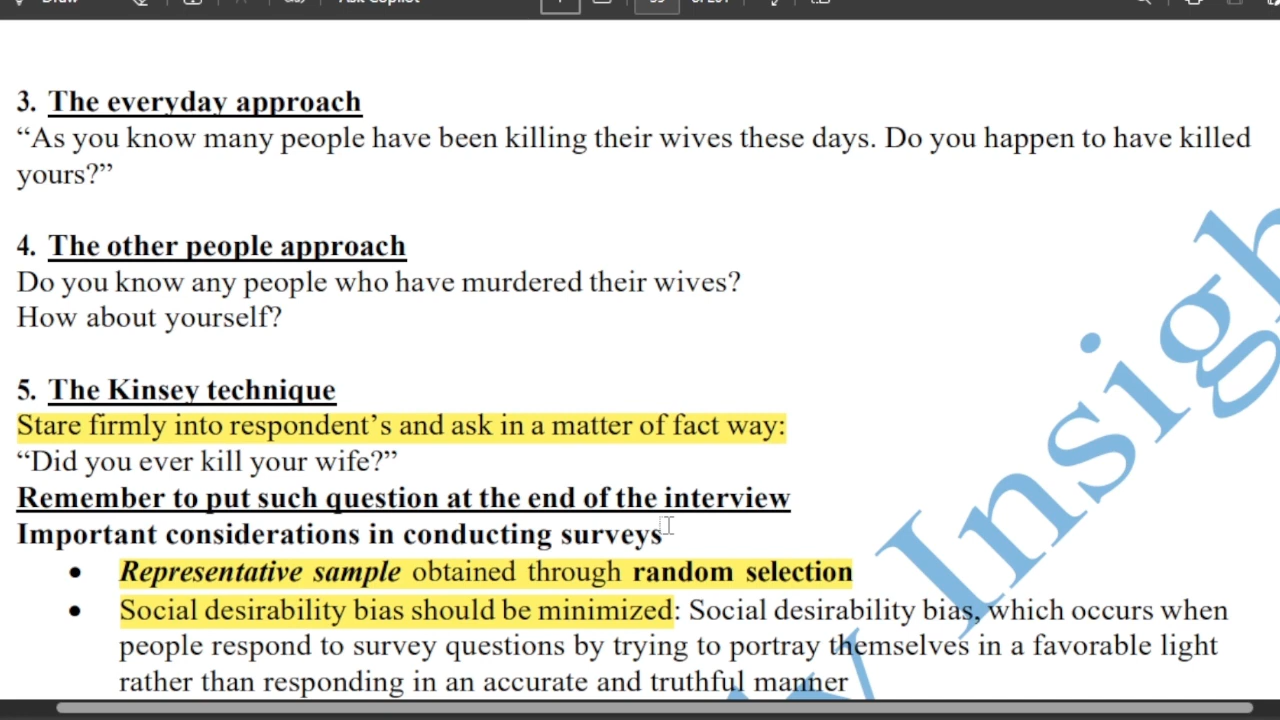 3. The everyday approach
“As you know many people have been killing their wives these days. Do you happen to have killed
yours?”
4. The other people approach
Do you know any people who have murdered their wives?
How about yourself?
5. The Kinsey technique
Stare firmly into respondent’s and ask in a matter of fact way:
“Did you ever kill your wife?”
Remember to put such question at the end of the interview
Important considerations in conducting surveys
• Representative sample obtained through random selection
• Social desirability bias should be minimized: Social desirability bias, which occurs when
people respond to survey questions by trying to portray themselves in a favorable light
rather than responding in an accurate and truthful manner
y Insigh